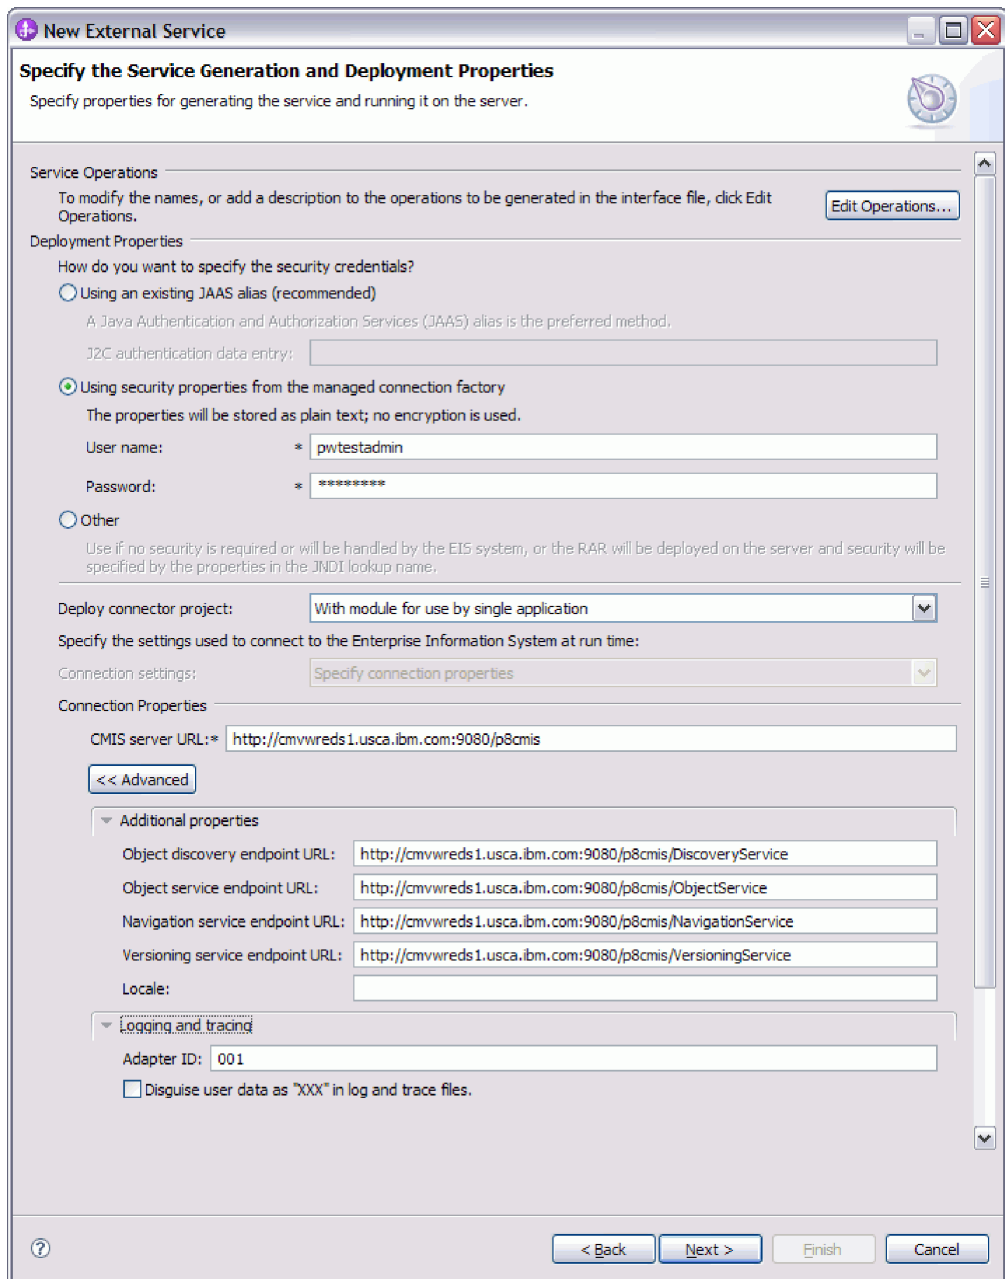 New External Service
Specify the Service Generation and Deployment Properties
Specify properties for generating the service and running it on the server.
Service Operations
To modify the names, or add a description to the operations to be generated in the interface file, click Edit
Operations.
Edit Operations...
Deployment Properties
How do you want to specify the security credentials?
Using an existing JAAS alias (recommended)
A Java Authentication and Authorization Services (JAAS) alias is the preferred method.
J2C authentication data entry:
Using security properties from the managed connection factory
The properties will be stored as plain text; no encryption is used.
User name: * pwtestadmin
Password: * ********
Other
Use if no security is required or will be handled by the EIS system, or the RAR will be deployed on the server and security will be
specified by the properties in the JNDI lookup name.
Deploy connector project: With module for use by single application
Specify the settings used to connect to the Enterprise Information System at run time:
Connection settings: Specify connection properties
Connection Properties
CMIS server URL:* http://cmvwreds1.usca.ibm.com:9080/p8cmis
<< Advanced
Additional properties
Object discovery endpoint URL: http://cmvwreds1.usca.ibm.com:9080/p8cmis/DiscoveryService
Object service endpoint URL: http://cmvwreds1.usca.ibm.com:9080/p8cmis/ObjectService
Navigation service endpoint URL: http://cmvwreds1.usca.ibm.com:9080/p8cmis/NavigationService
Versioning service endpoint URL: http://cmvwreds1.usca.ibm.com:9080/p8cmis/VersioningService
Locale:
Logging and tracing
Adapter ID: 001
Disguise user data as "XXX" in log and trace files.
? < Back Next > Finish Cancel